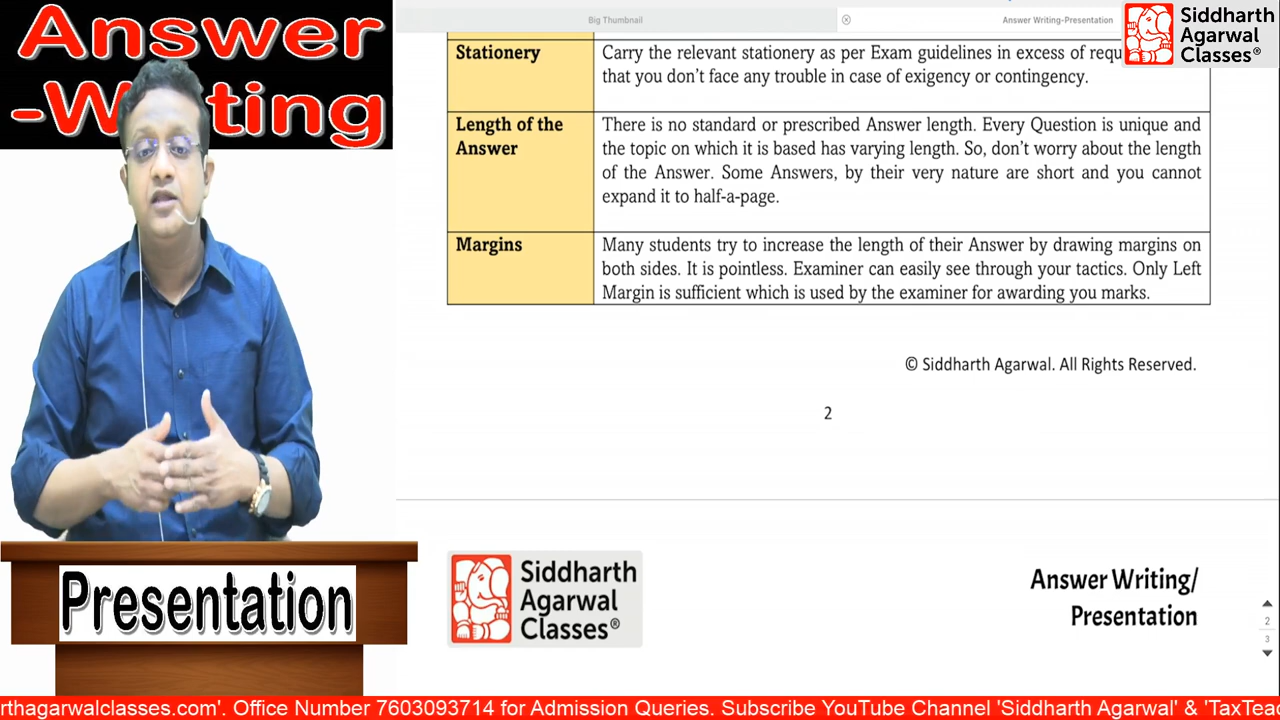 Answer
-Writing
Big Thumbnail
Answer Writing-Presentation
Siddharth
Agarwal
Classes®
Stationery
Carry the relevant stationery as per Exam guidelines in excess of
that you don't face any trouble in case of exigency or contingency.
Length of the
Answer
There is no standard or prescribed Answer length. Every Question is unique and
the topic on which it is based has varying length. So, don't worry about the length
of the Answer. Some Answers, by their very nature are short and you cannot
expand it to half-a-page.
Margins
Many students try to increase the length of their Answer by drawing margins on
both sides. It is pointless. Examiner can easily see through your tactics. Only Left
Margin is sufficient which is used by the examiner for awarding you marks.
© Siddharth Agarwal. All Rights Reserved.
2
Siddharth
Agarwal
Classes®
Answer Writing/
Presentation
2
3
Presentation
rthagarwalclasses.com'. Office Number 7603093714 for Admission Queries. Subscribe YouTube Channel 'Siddharth Agarwal' & 'TaxTeac